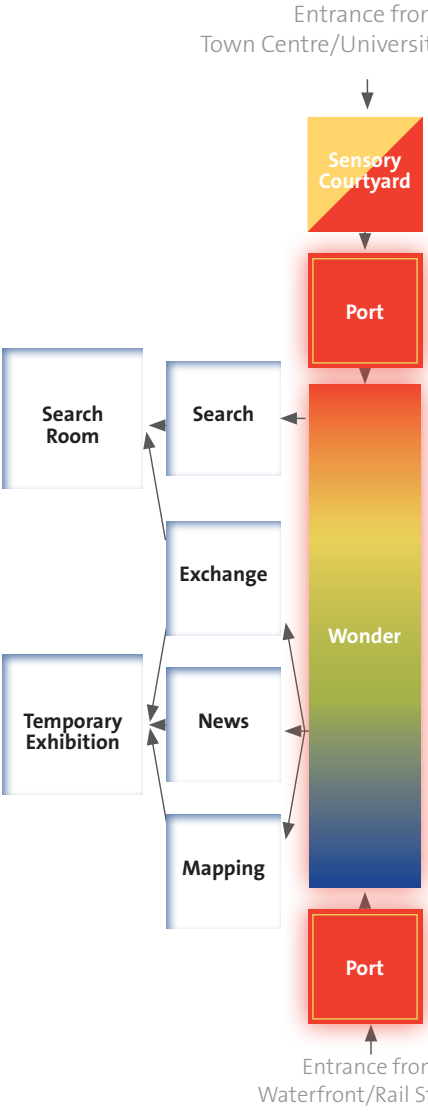 Entrance fror
Town Centre/Universit
Sensory
Courtyard
Port
Search
Room
Search
Exchange
Wonder
Temporary
Exhibition
News
Mapping
Port
Entrance fror
Waterfront/Rail St